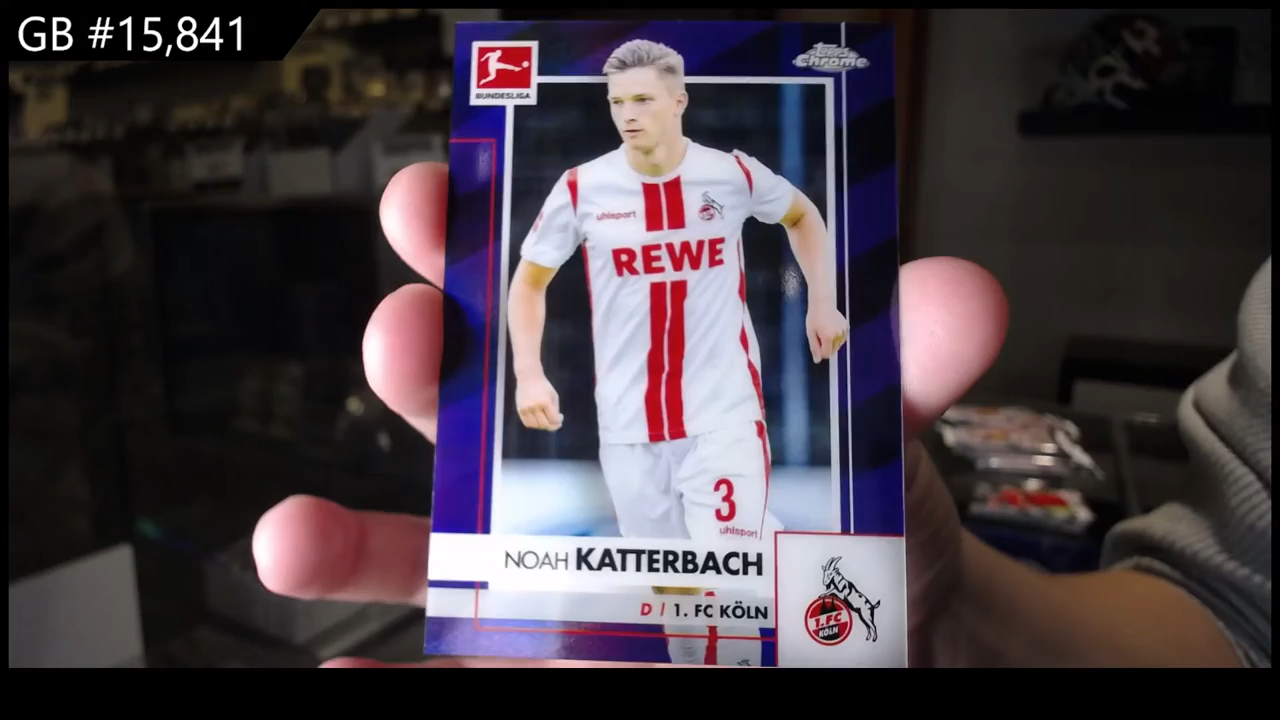 GB #15,841
BUNDESLIGA
Topps
Chrome
uhlsport
REWE
3
uhlsport
NOAH KATTERBACH
D / 1. FC KÖLN
1.FC
KÖLN